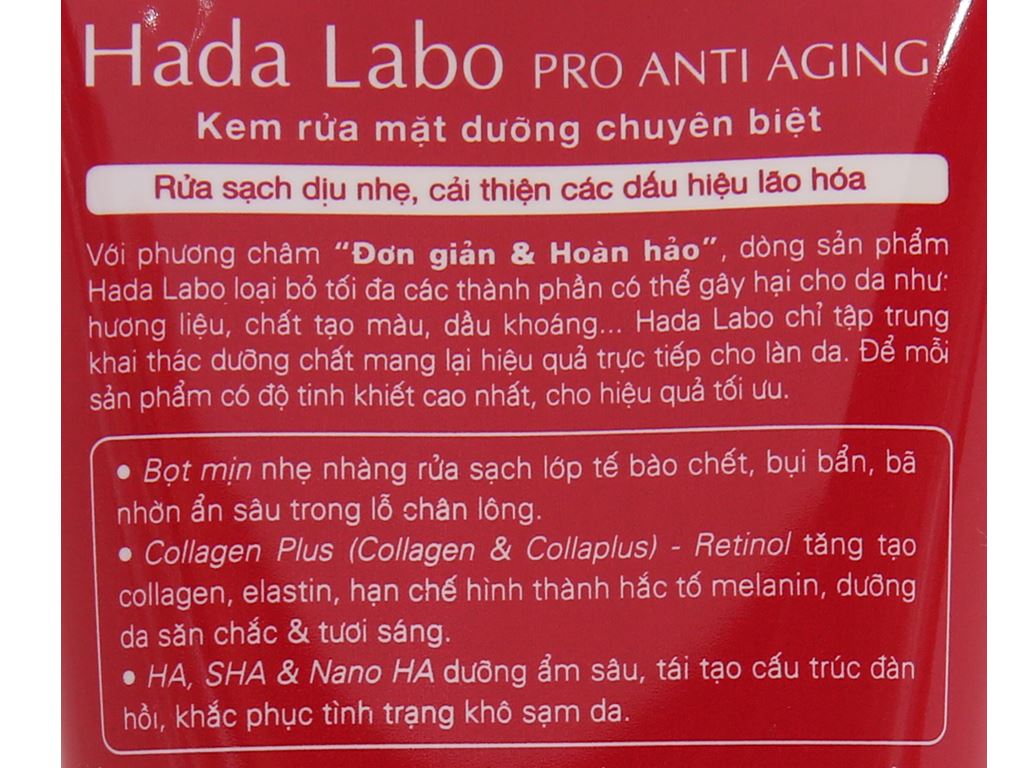 Hada Labo PRO ANTI AGING
Kem rửa mặt dưỡng chuyên biệt
Rửa sạch dịu nhẹ, cải thiện các dấu hiệu lão hóa
Với phương châm “Đơn giản & Hoàn hảo”, dòng sản phẩm
Hada Labo loại bỏ tối đa các thành phần có thể gây hại cho da như:
hương liệu, chất tạo màu, dầu khoáng... Hada Labo chỉ tập trung
khai thác dưỡng chất mang lại hiệu quả trực tiếp cho làn da. Để mỗi
sản phẩm có độ tinh khiết cao nhất, cho hiệu quả tối ưu.
• Bọt mịn nhẹ nhàng rửa sạch lớp tế bào chết, bụi bẩn, bã
nhờn ẩn sâu trong lỗ chân lông.
• Collagen Plus (Collagen & Collaplus) - Retinol tăng tạo
collagen, elastin, hạn chế hình thành hắc tố melanin, dưỡng
da săn chắc & tươi sáng.
• HA, SHA & Nano HA dưỡng ẩm sâu, tái tạo cấu trúc đàn
hồi, khắc phục tình trạng khô sạm da.